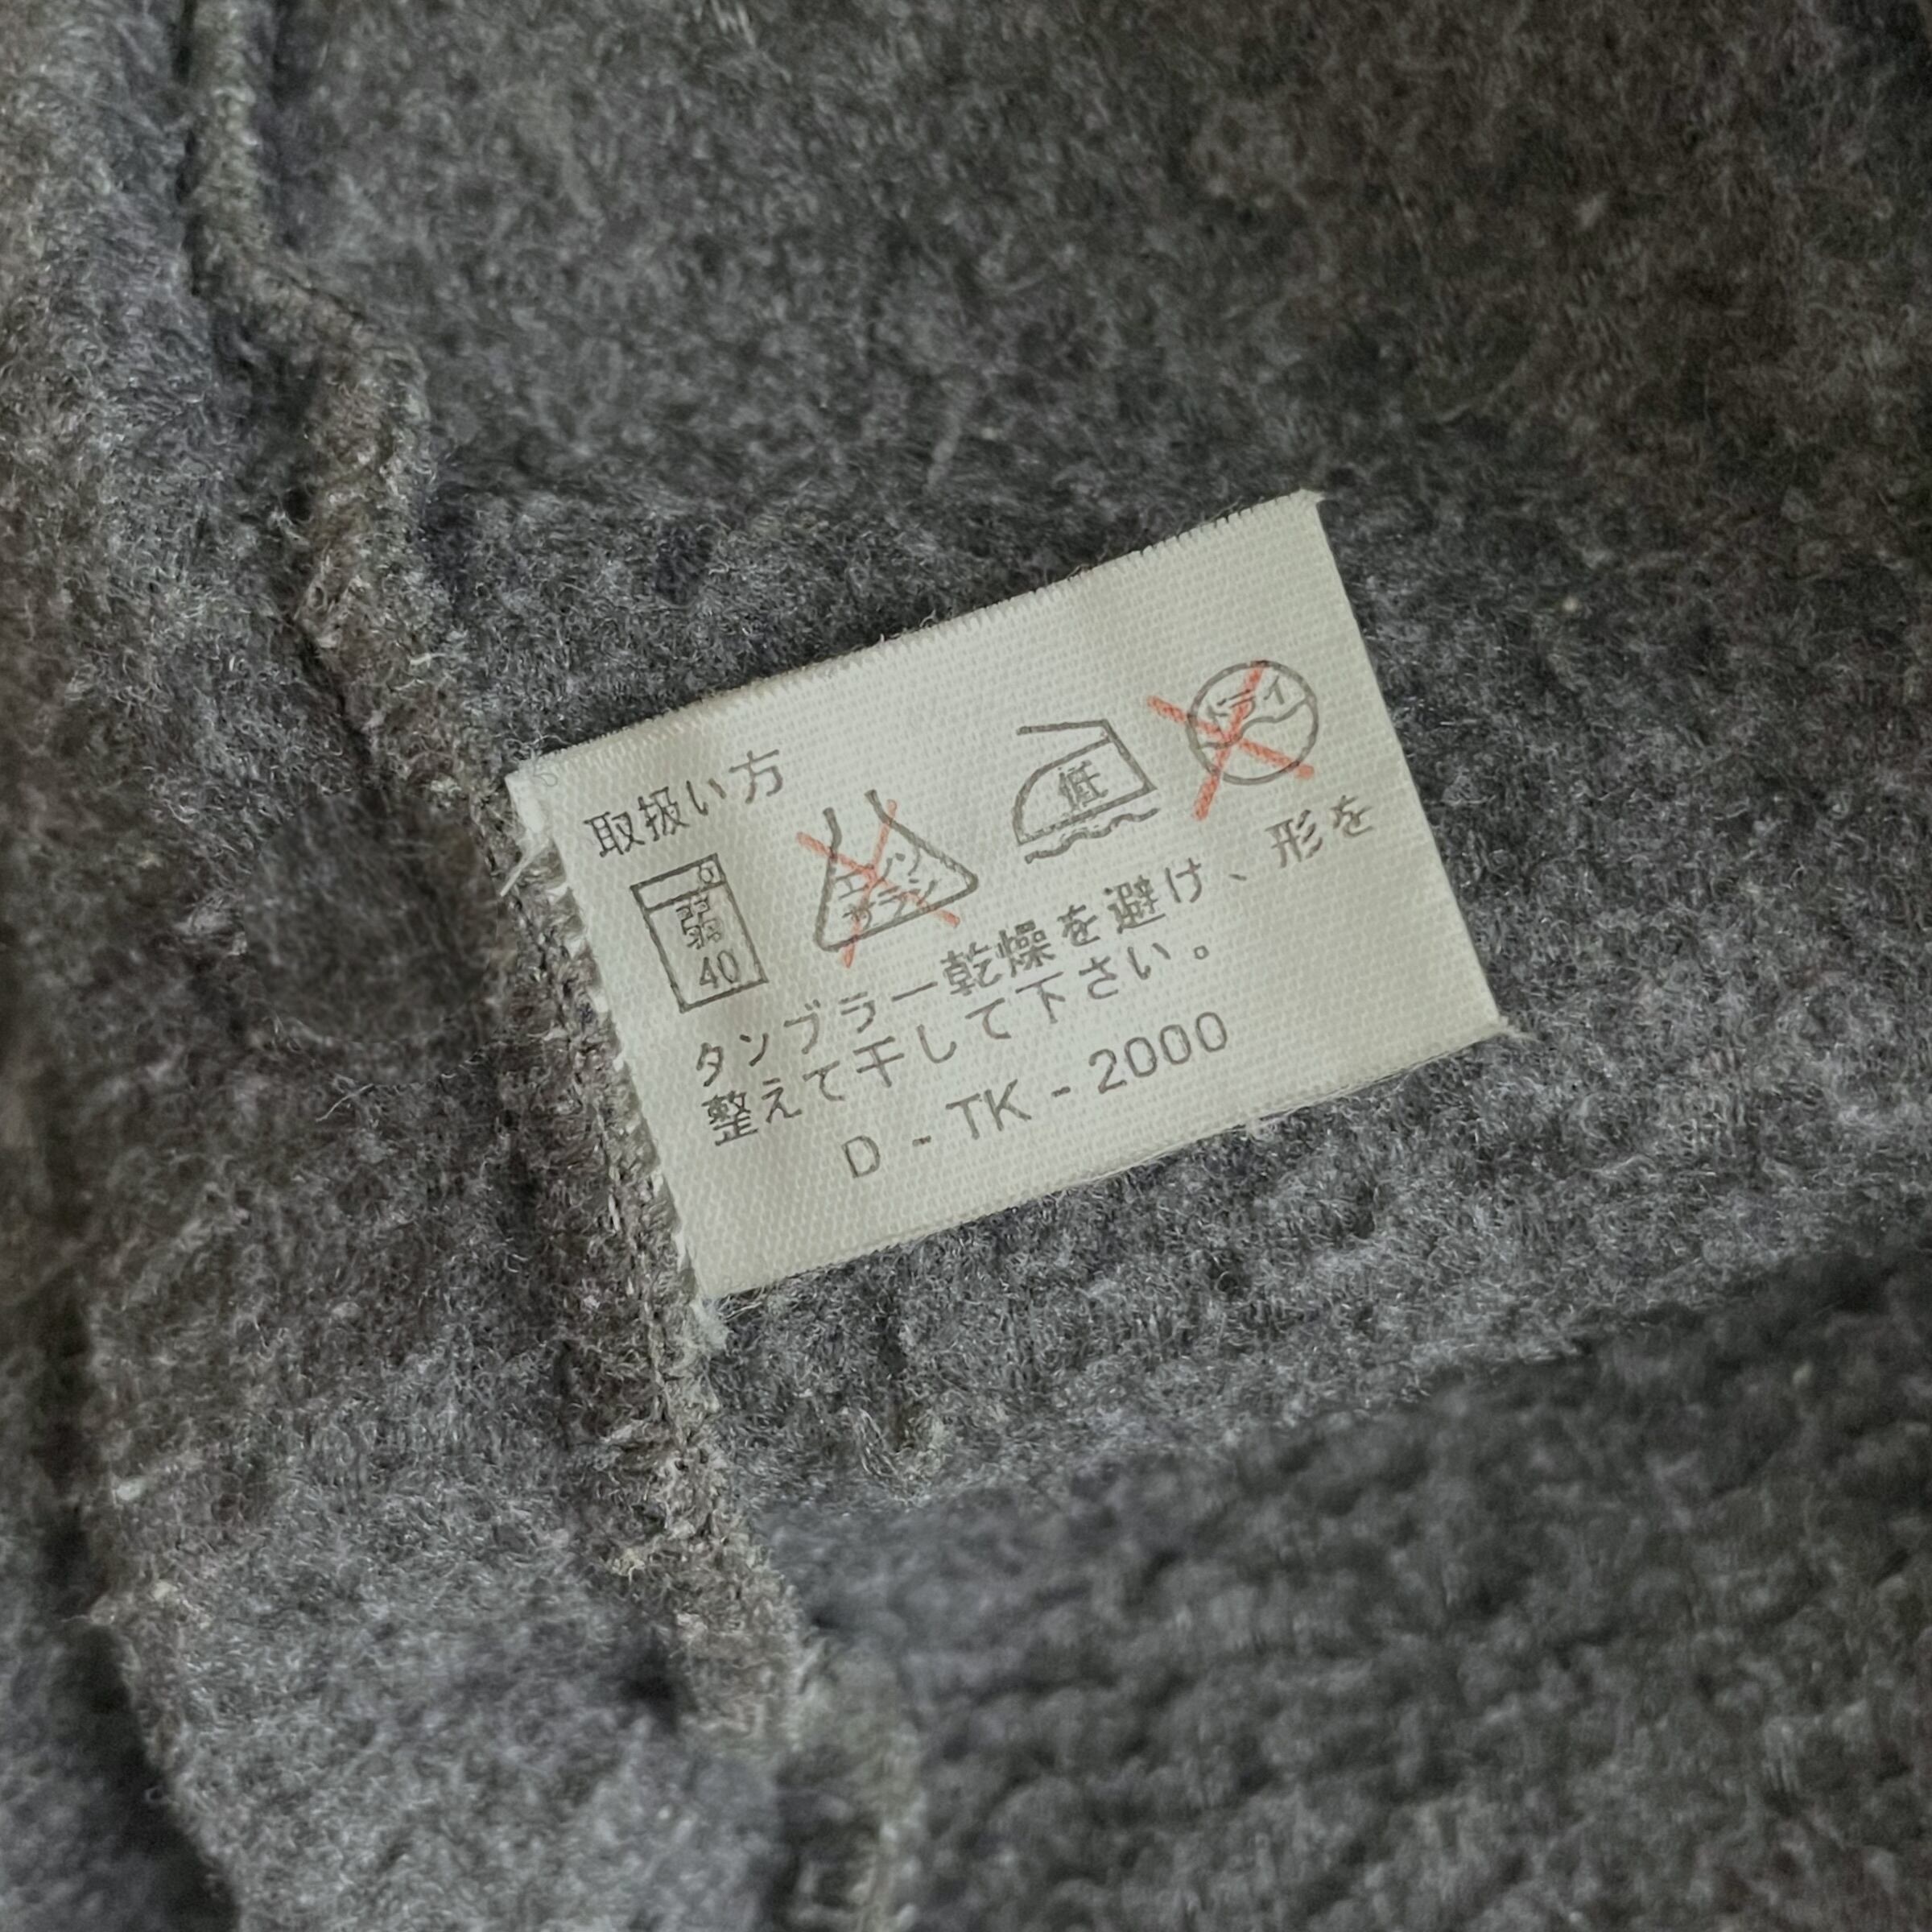 取扱い方
弱
40
エンソ
サラシ
低
ドライ
タンブラー乾燥を避け、形を
整えて干して下さい。
D - TK - 2000